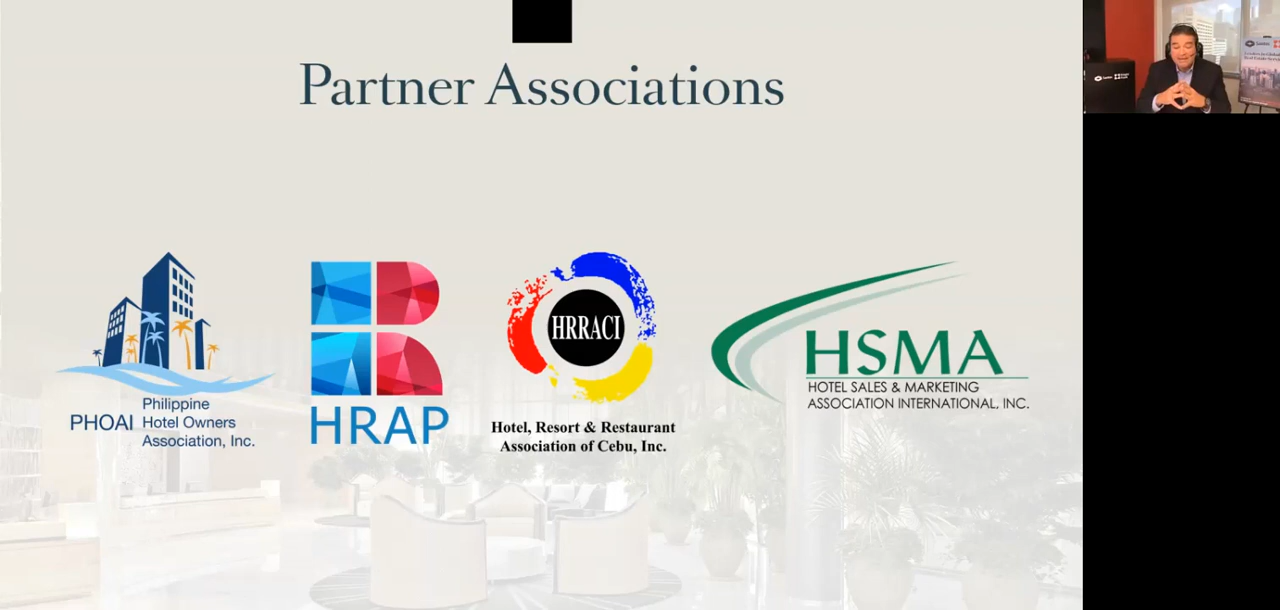 Partner Associations
PHOAI
Philippine
Hotel Owners
Association, Inc.
HRAP
HRRACI
Hotel, Resort & Restaurant
Association of Cebu, Inc.
HSMA
HOTEL SALES & MARKETING
ASSOCIATION INTERNATIONAL, INC.